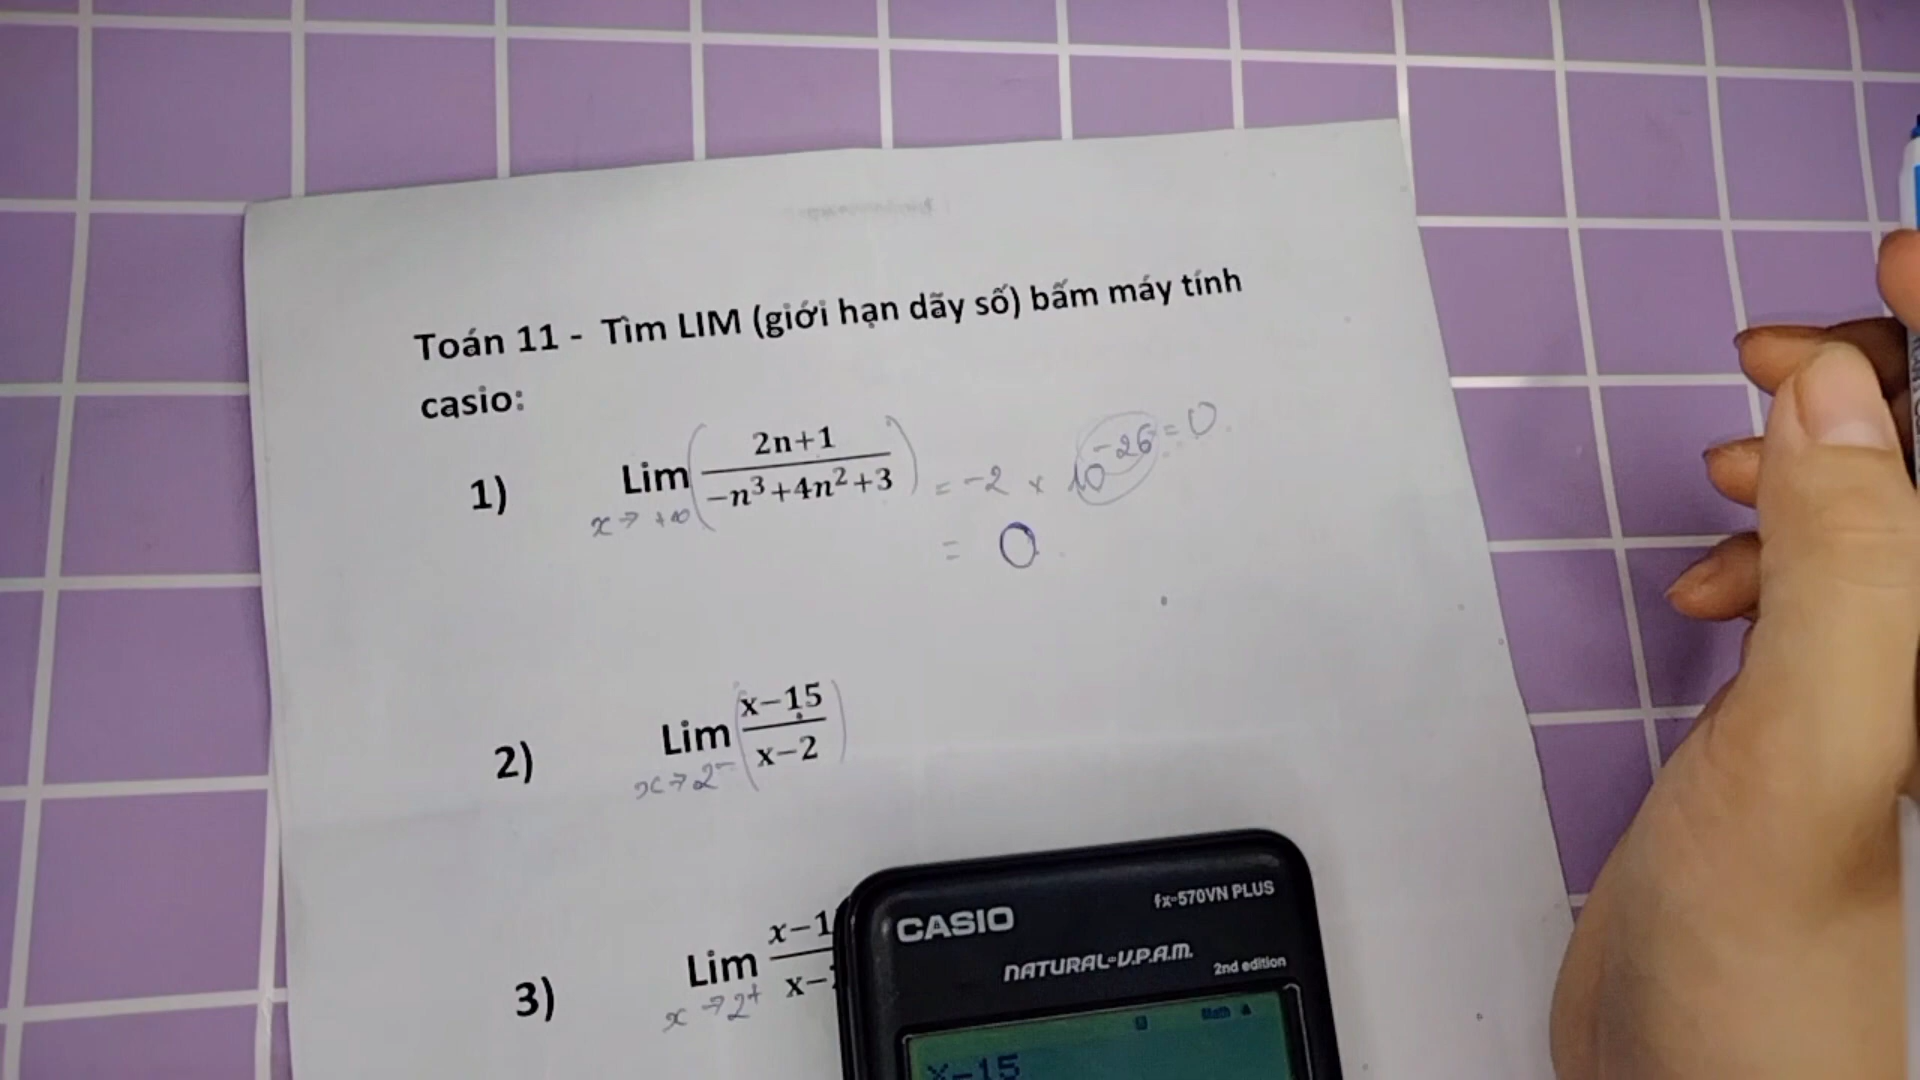 Toán 11 - Tìm LIM (giới hạn dãy số) bấm máy tính
casio:
1) Lim x→+∞ (2n+1 / −n³+4n²+3) = −2 × 10⁻²⁶ = 0
= 0
2) Lim x→2⁻ (x−15 / x−2)
3) Lim x→2⁺ x−1 / x−
CASIO fx-570VN PLUS
NATURAL-V.P.A.M.
2nd edition
Math ▲
x−15